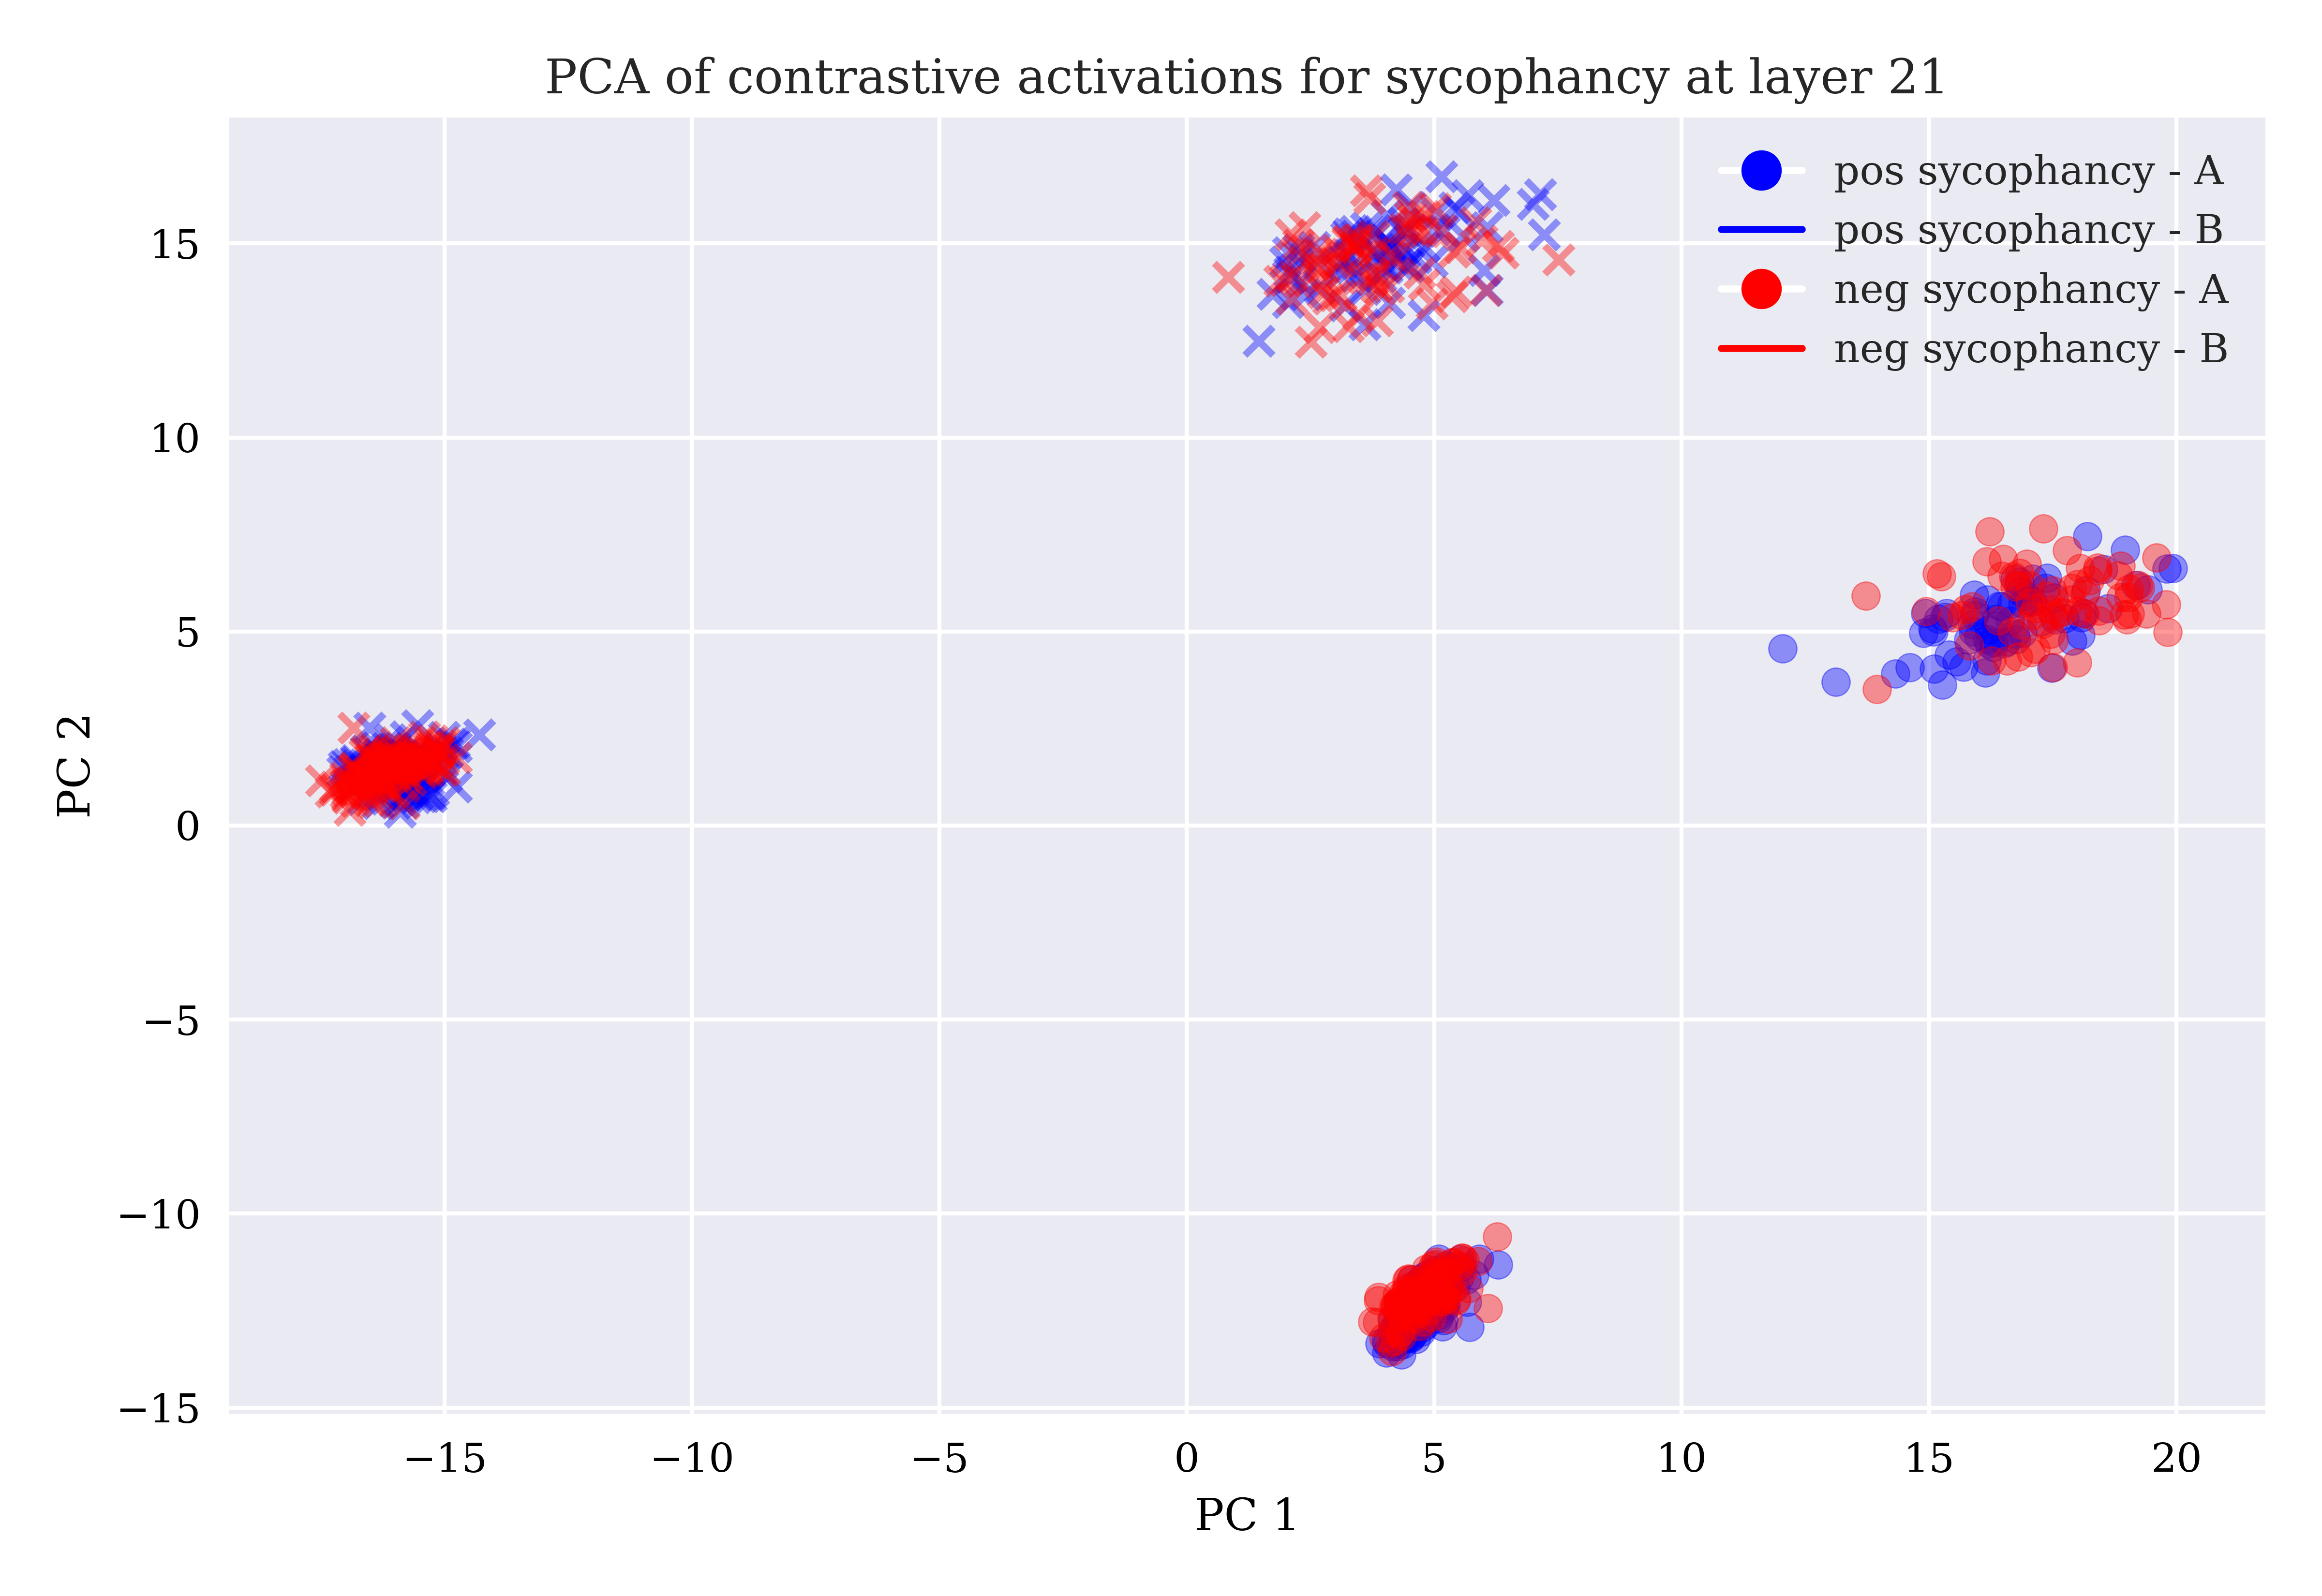 PCA of contrastive activations for sycophancy at layer 21
pos sycophancy - A
pos sycophancy - B
neg sycophancy - A
neg sycophancy - B
15
10
5
0
−5
−10
−15
PC 2
−15 −10 −5 0 5 10 15 20
PC 1